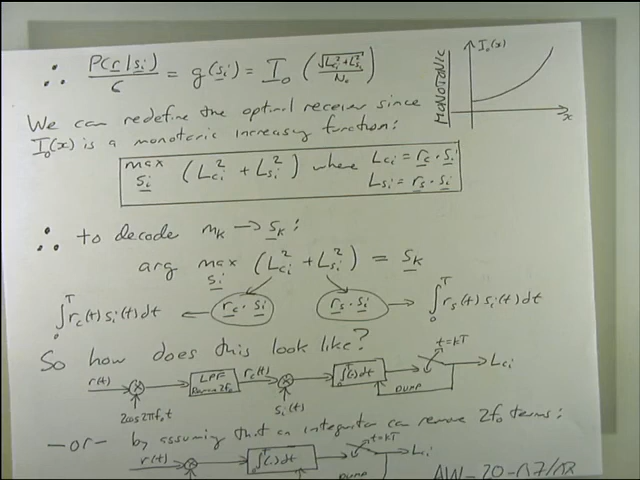 ∴ P(r|si)/C = g(si) = I₀ (√(Lci² + Lsi²)/N₀)
I₀(x)
MONOTONIC
x
We can redefine the optimal receiver since
I₀(x) is a monotonic increasing function:
max si (Lci² + Lsi²) where Lci = rc · si
Lsi = rs · si
∴ to decode mK → sK:
arg max si (Lci² + Lsi²) = sK
∫₀ᵀ rc(t) si(t) dt ← rc · si rs · si → ∫₀ᵀ rs(t) si(t) dt
So how does this look like?
r(t) ⊗ LPF rc(t) ⊗ ∫₀ᵀ(.)dt t=kT → Lci
2cos2πf₀t si(t) DUMP
—or— by assuming that an integrator can remove 2f₀ terms:
r(t) ⊗ ∫₀ᵀ(.)dt t=kT → Lci
DUMP